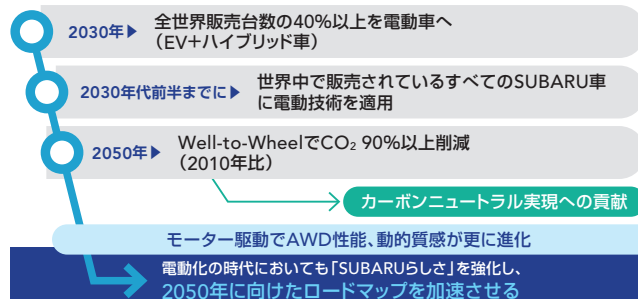 2030年▶ 全世界販売台数の40%以上を電動車へ
（EV+ハイブリッド車）
2030年代前半までに▶ 世界中で販売されているすべてのSUBARU車
に電動技術を適用
2050年▶ Well-to-WheelでCO₂ 90%以上削減
（2010年比）
カーボンニュートラル実現への貢献
モーター駆動でAWD性能、動的質感が更に進化
電動化の時代においても「SUBARUらしさ」を強化し、
2050年に向けたロードマップを加速させる